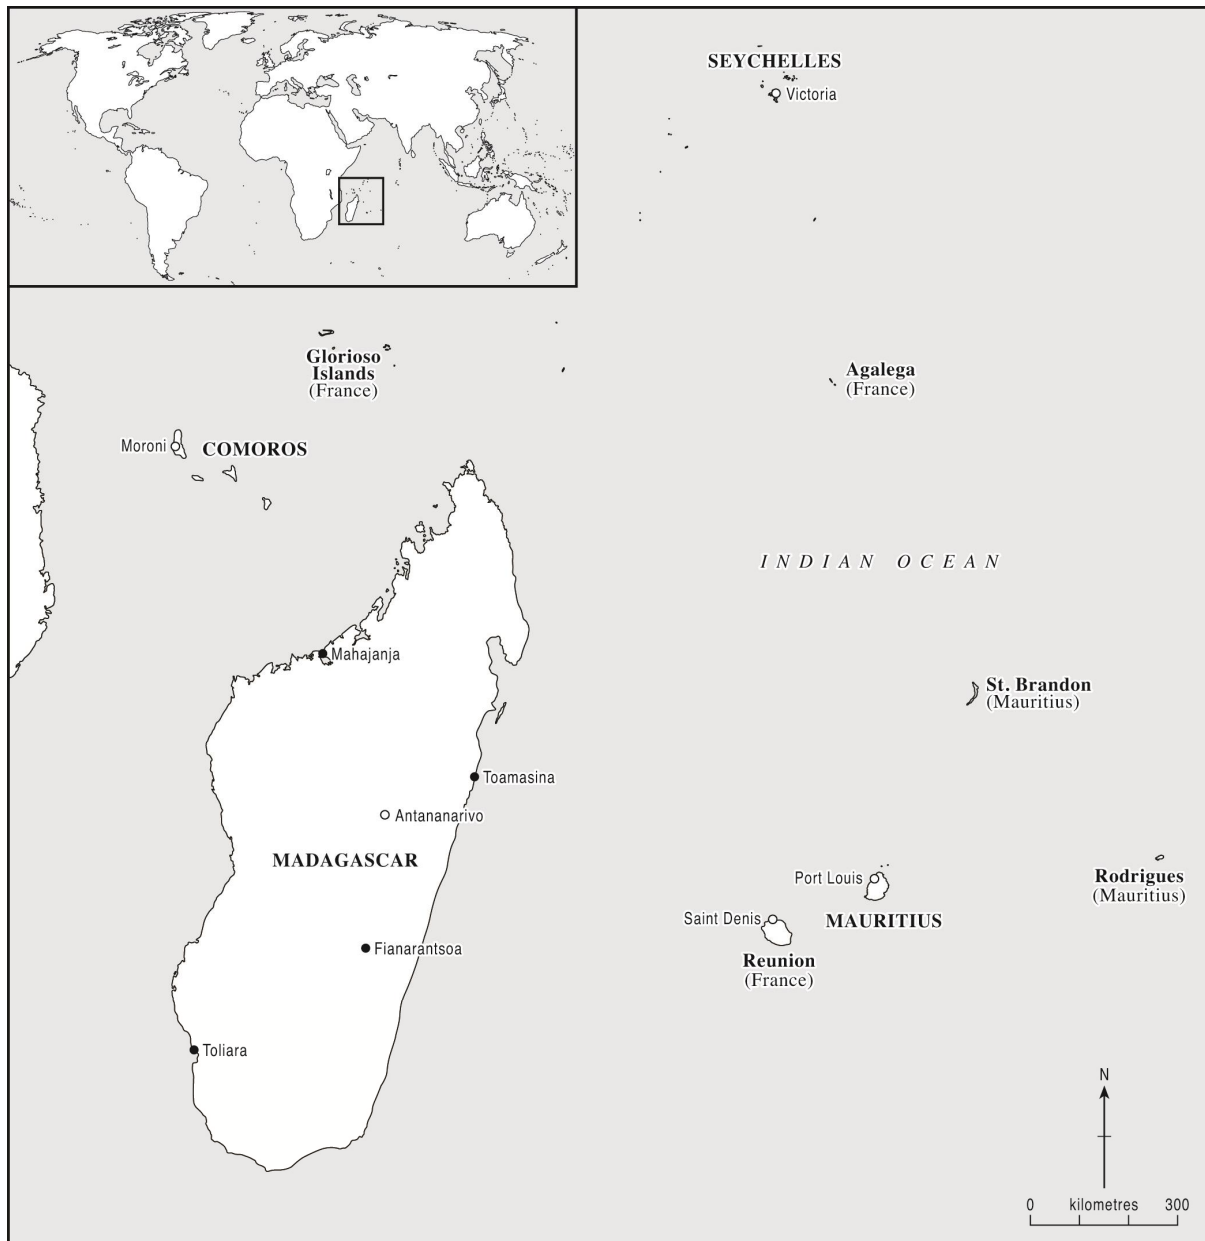 SEYCHELLES
Victoria
Glorioso
Islands
(France)
Agalega
(France)
Moroni
COMOROS
INDIAN OCEAN
Mahajanja
St. Brandon
(Mauritius)
Toamasina
Antananarivo
MADAGASCAR
Port Louis
Rodrigues
(Mauritius)
Saint Denis
MAURITIUS
Fianarantsoa
Reunion
(France)
Toliara
N
0 kilometres 300